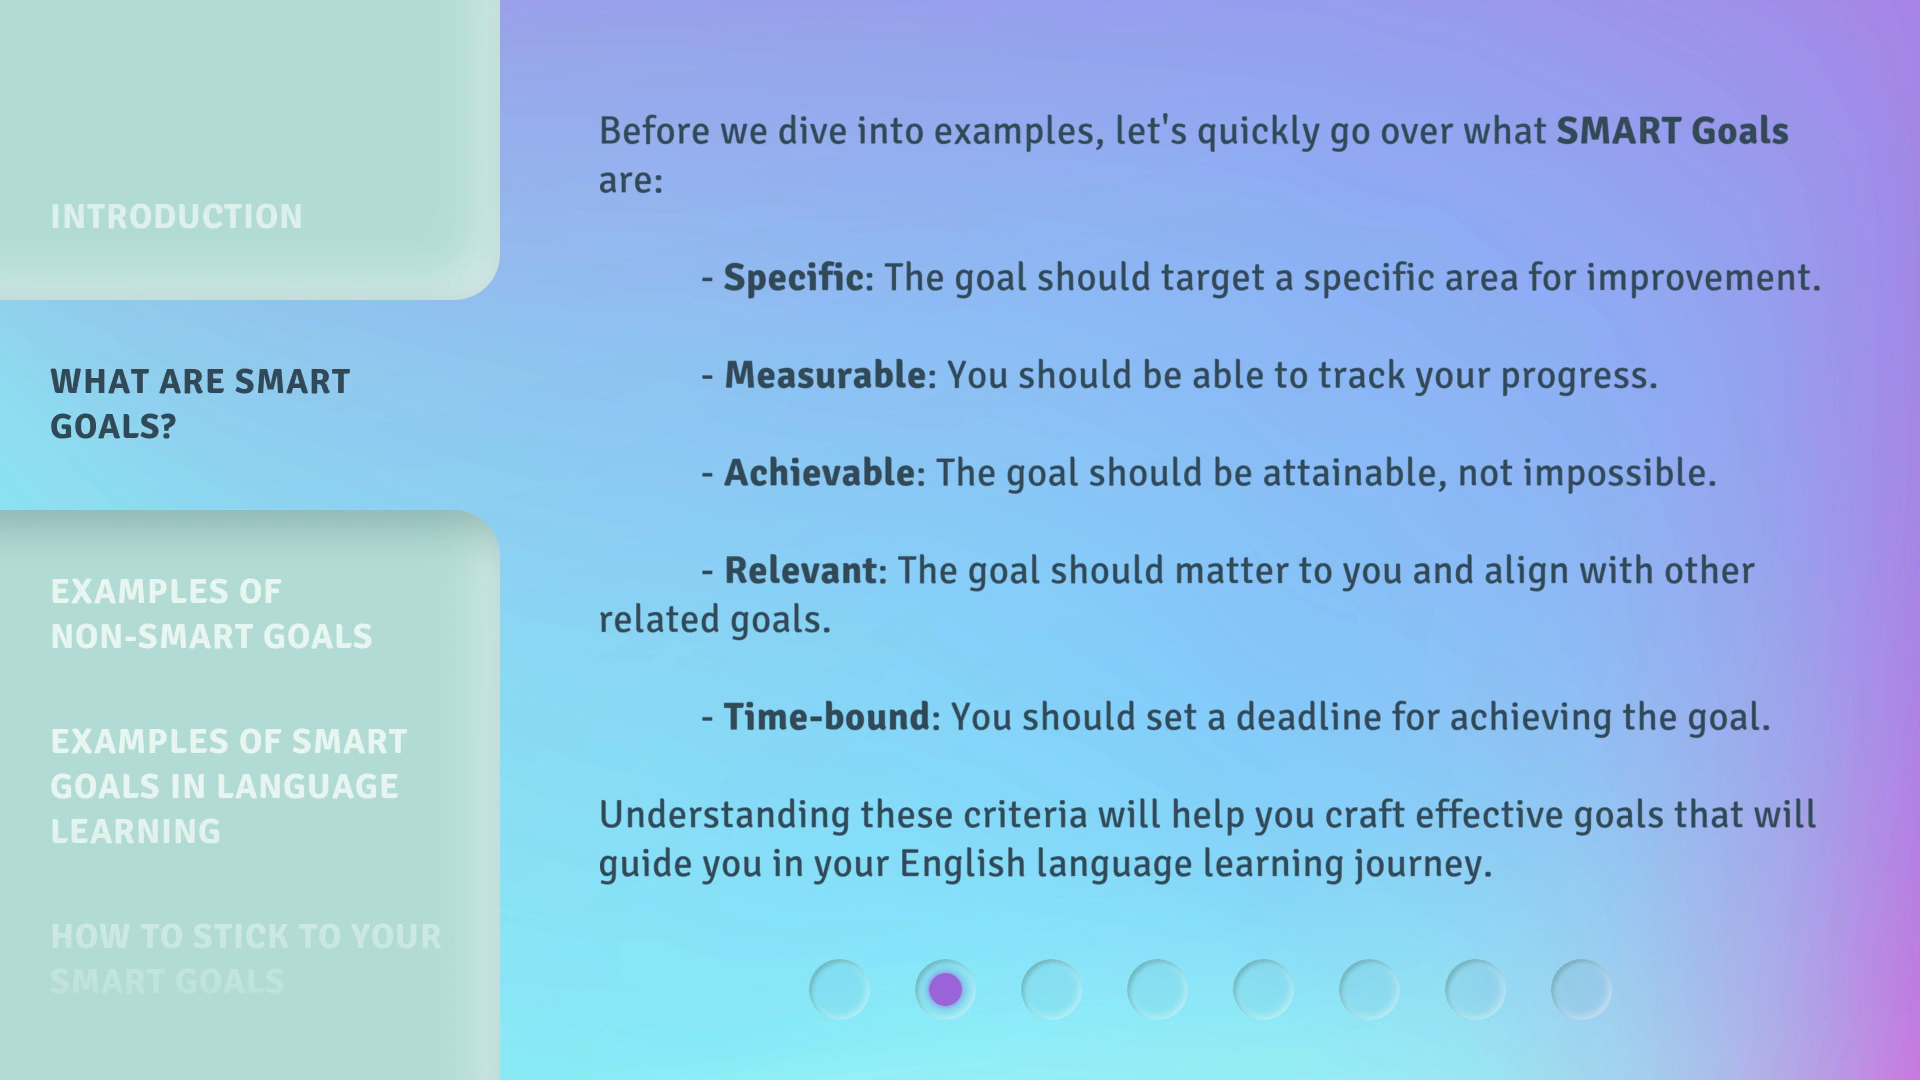 INTRODUCTION
WHAT ARE SMART
GOALS?
EXAMPLES OF
NON-SMART GOALS
EXAMPLES OF SMART
GOALS IN LANGUAGE
LEARNING
HOW TO STICK TO YOUR
SMART GOALS
Before we dive into examples, let's quickly go over what SMART Goals
are:
- Specific: The goal should target a specific area for improvement.
- Measurable: You should be able to track your progress.
- Achievable: The goal should be attainable, not impossible.
- Relevant: The goal should matter to you and align with other
related goals.
- Time-bound: You should set a deadline for achieving the goal.
Understanding these criteria will help you craft effective goals that will
guide you in your English language learning journey.